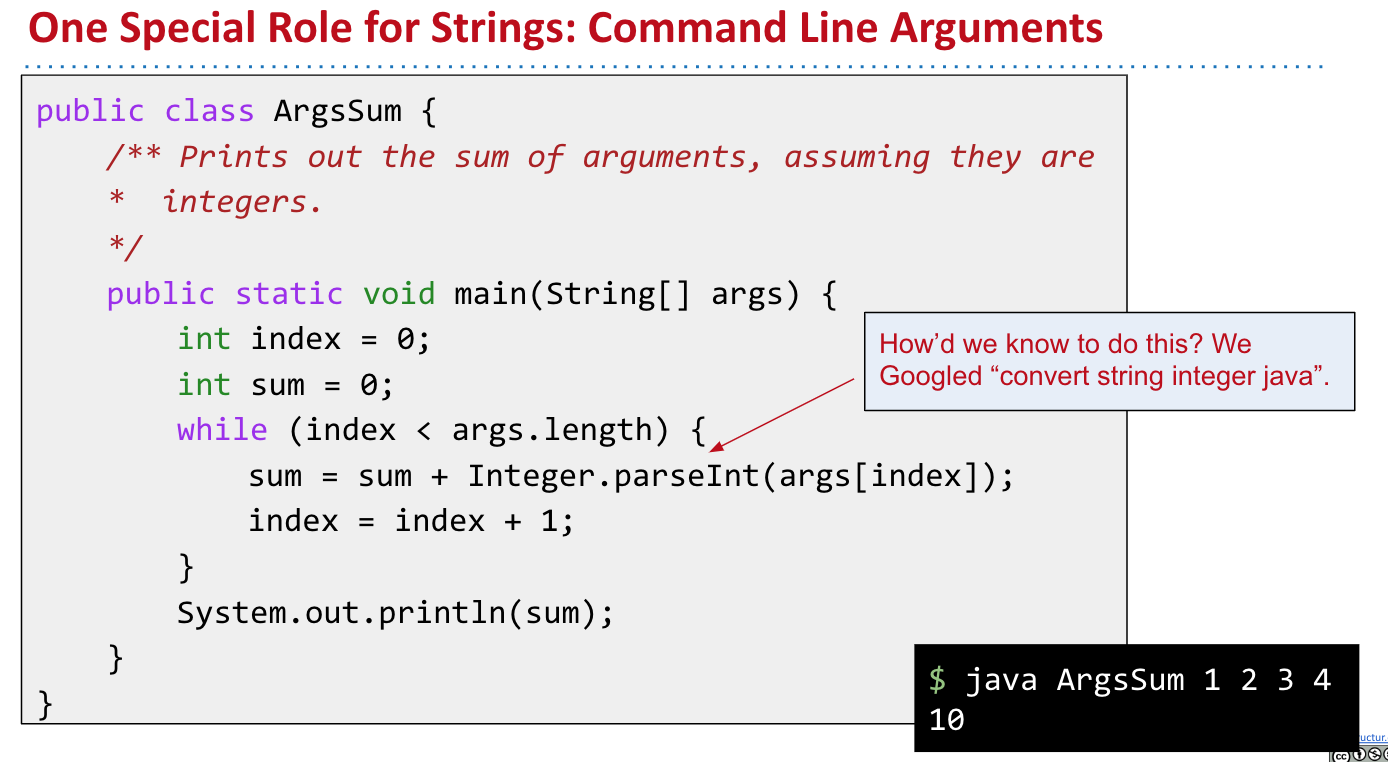 One Special Role for Strings: Command Line Arguments
public class ArgsSum {
/** Prints out the sum of arguments, assuming they are
*  integers.
*/
public static void main(String[] args) {
int index = 0;
int sum = 0;
while (index < args.length) {
sum = sum + Integer.parseInt(args[index]);
index = index + 1;
}
System.out.println(sum);
}
}
How’d we know to do this? We
Googled “convert string integer java”.
$ java ArgsSum 1 2 3 4
10
uctur.
(cc)